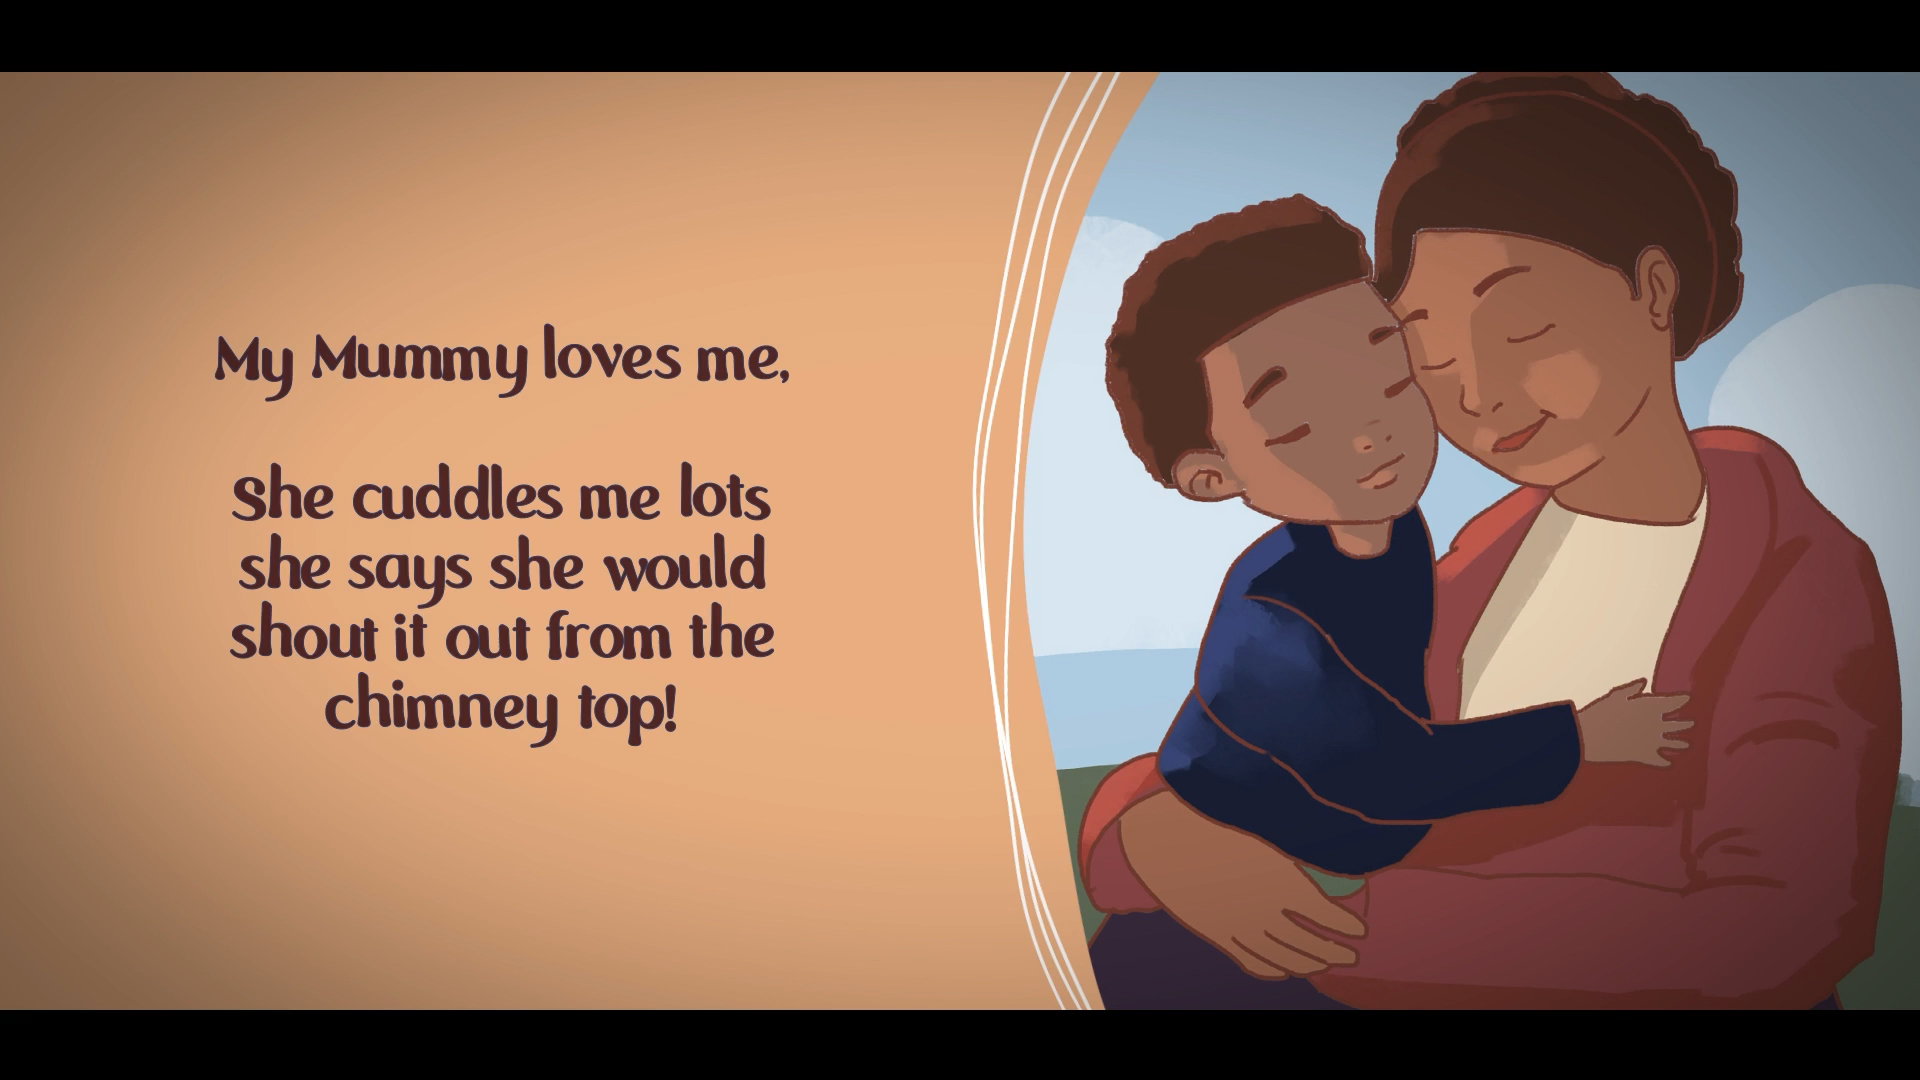 My Mummy loves me,
She cuddles me lots
she says she would
shout it out from the
chimney top!